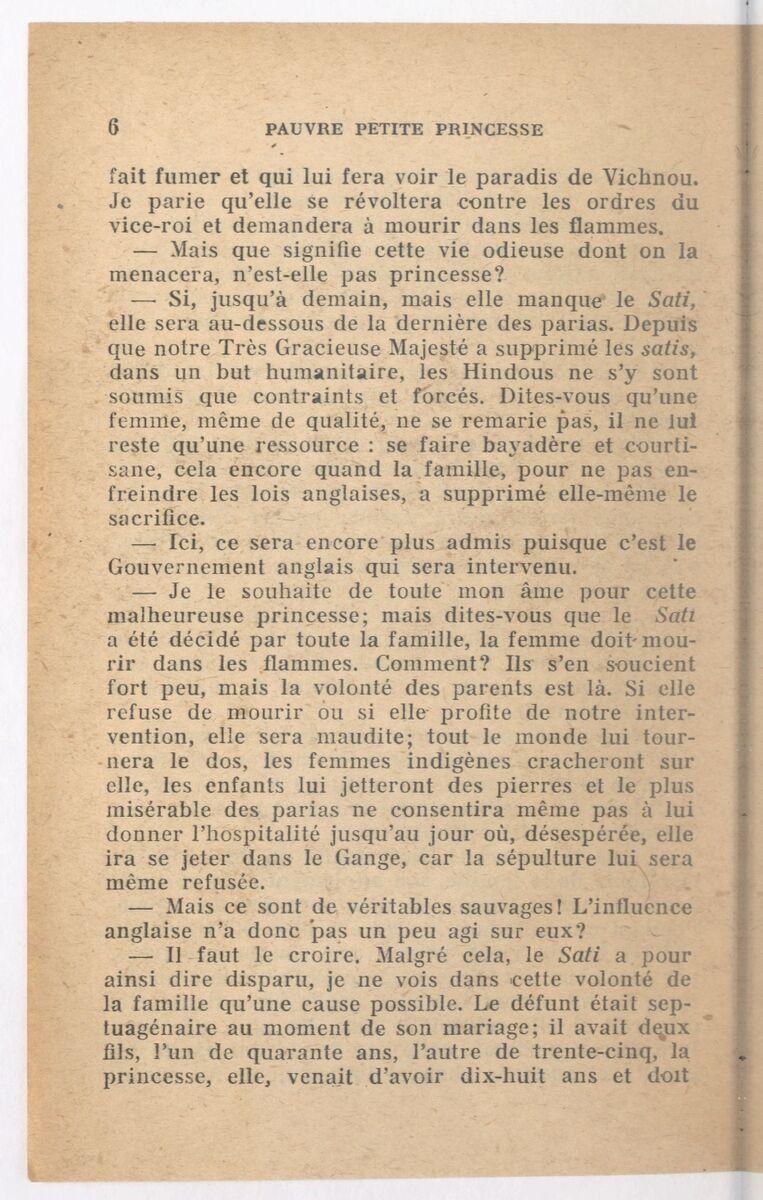 6 PAUVRE PETITE PRINCESSE
fait fumer et qui lui fera voir le paradis de Vichnou.
Je parie qu'elle se révoltera contre les ordres du
vice-roi et demandera à mourir dans les flammes.
— Mais que signifie cette vie odieuse dont on la
menacera, n'est-elle pas princesse?
— Si, jusqu'à demain, mais elle manque le Sati,
elle sera au-dessous de la dernière des parias. Depuis
que notre Très Gracieuse Majesté a supprimé les satis,
dans un but humanitaire, les Hindous ne s'y sont
soumis que contraints et forcés. Dites-vous qu'une
femme, même de qualité, ne se remarie pas, il ne lui
reste qu'une ressource : se faire bayadère et courti-
sane, cela encore quand la famille, pour ne pas en-
freindre les lois anglaises, a supprimé elle-même le
sacrifice.
— Ici, ce sera encore plus admis puisque c'est le
Gouvernement anglais qui sera intervenu.
— Je le souhaite de toute mon âme pour cette
malheureuse princesse; mais dites-vous que le Sati
a été décidé par toute la famille, la femme doit mou-
rir dans les flammes. Comment? Ils s'en soucient
fort peu, mais la volonté des parents est là. Si elle
refuse de mourir ou si elle profite de notre inter-
vention, elle sera maudite; tout le monde lui tour-
nera le dos, les femmes indigènes cracheront sur
elle, les enfants lui jetteront des pierres et le plus
misérable des parias ne consentira même pas à lui
donner l'hospitalité jusqu'au jour où, désespérée, elle
ira se jeter dans le Gange, car la sépulture lui sera
même refusée.
— Mais ce sont de véritables sauvages! L'influence
anglaise n'a donc pas un peu agi sur eux?
— Il faut le croire. Malgré cela, le Sati a pour
ainsi dire disparu, je ne vois dans cette volonté de
la famille qu'une cause possible. Le défunt était sep-
tuagénaire au moment de son mariage; il avait deux
fils, l'un de quarante ans, l'autre de trente-cinq, la
princesse, elle, venait d'avoir dix-huit ans et doit